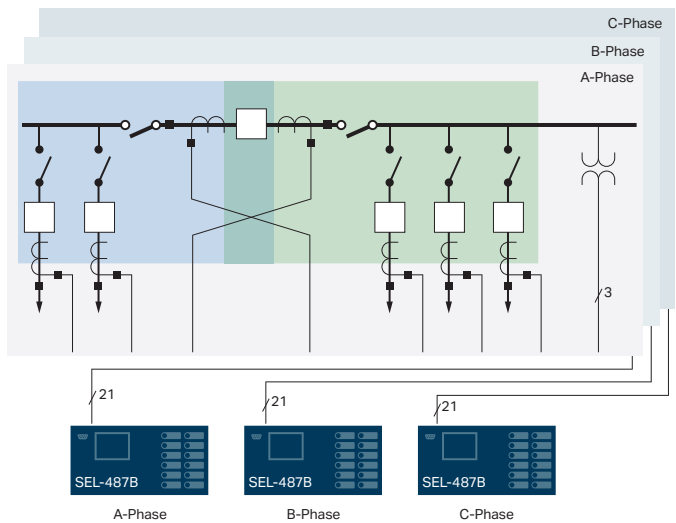 C-Phase
B-Phase
A-Phase
3
21
21
21
SEL-487B
SEL-487B
SEL-487B
A-Phase
B-Phase
C-Phase